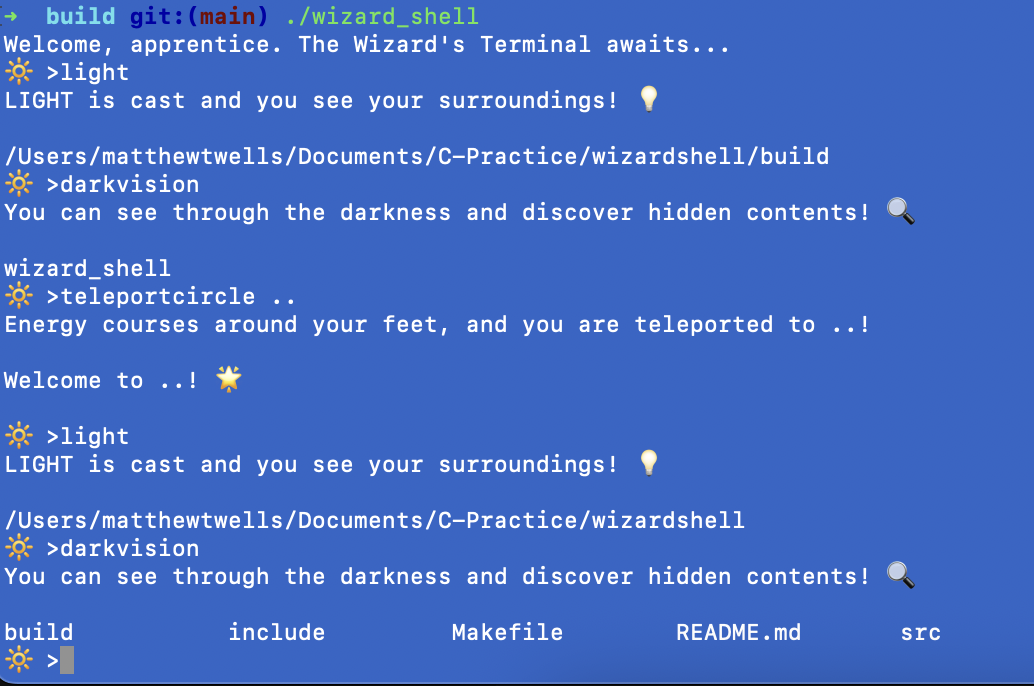 ➜ build git:(main) ./wizard_shell
Welcome, apprentice. The Wizard's Terminal awaits...
🔆 >light
LIGHT is cast and you see your surroundings! 💡
/Users/matthewtwells/Documents/C-Practice/wizardshell/build
🔆 >darkvision
You can see through the darkness and discover hidden contents! 🔍
wizard_shell
🔆 >teleportcircle ..
Energy courses around your feet, and you are teleported to ..!
Welcome to ..! 🌟
🔆 >light
LIGHT is cast and you see your surroundings! 💡
/Users/matthewtwells/Documents/C-Practice/wizardshell
🔆 >darkvision
You can see through the darkness and discover hidden contents! 🔍
build include Makefile README.md src
🔆 >